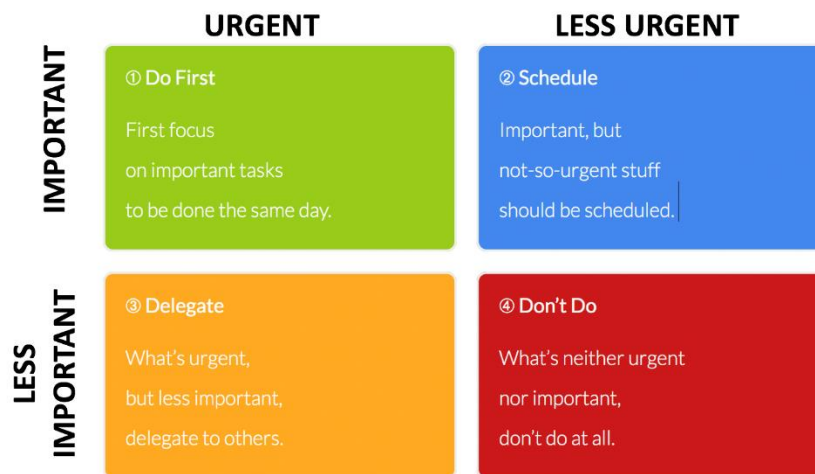 URGENT
LESS URGENT
IMPORTANT
① Do First
First focus
on important tasks
to be done the same day.
② Schedule
Important, but
not-so-urgent stuff
should be scheduled.
LESS
IMPORTANT
③ Delegate
What's urgent,
but less important,
delegate to others.
④ Don't Do
What's neither urgent
nor important,
don't do at all.